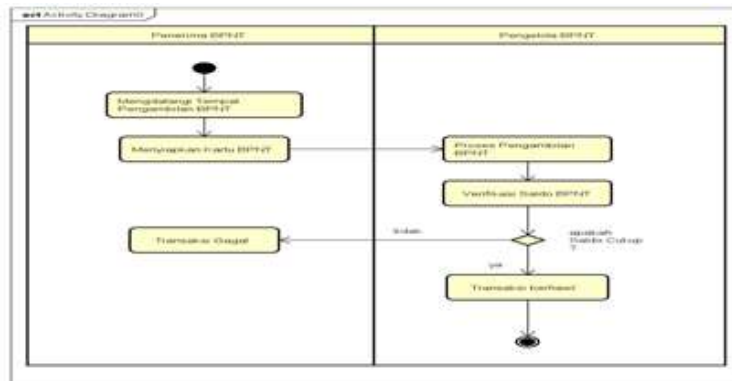 act Activity Diagram0
Penerima BPNT
Pengelola BPNT
Mengdatangi Tempat
Pengambilan BPNT
Menyiapkan kartu BPNT
Proses Pengambilan
BPNT
Verifikasi Saldo BPNT
Transaksi Gagal
tidak
apakah
Saldo Cukup
?
ya
Transaksi berhasil